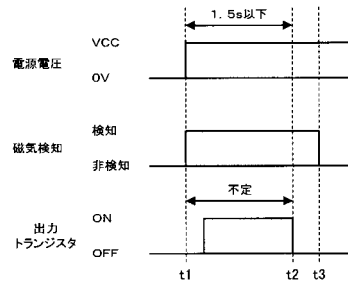 1. 5s以下
VCC
電源電圧
0V
検知
磁気検知
非検知
不定
ON
出力
トランジスタ
OFF
t1
t2
t3